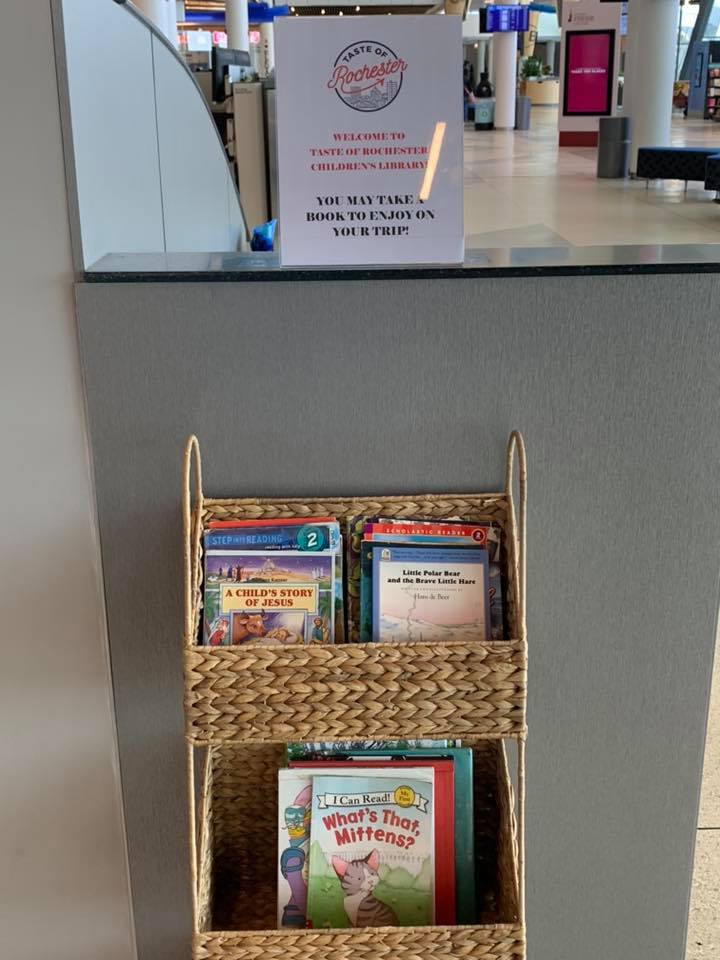 TASTE OF
Rochester
WELCOME TO
TASTE OF ROCHESTER
CHILDREN'S LIBRARY!
YOU MAY TAKE A
BOOK TO ENJOY ON
YOUR TRIP!
STEP INTO READING
2
A CHILD'S STORY
OF JESUS
SCHOLASTIC READER
2
Little Polar Bear
and the Brave Little Hare
Hans de Beer
I Can Read!
My
First
What's That,
Mittens?